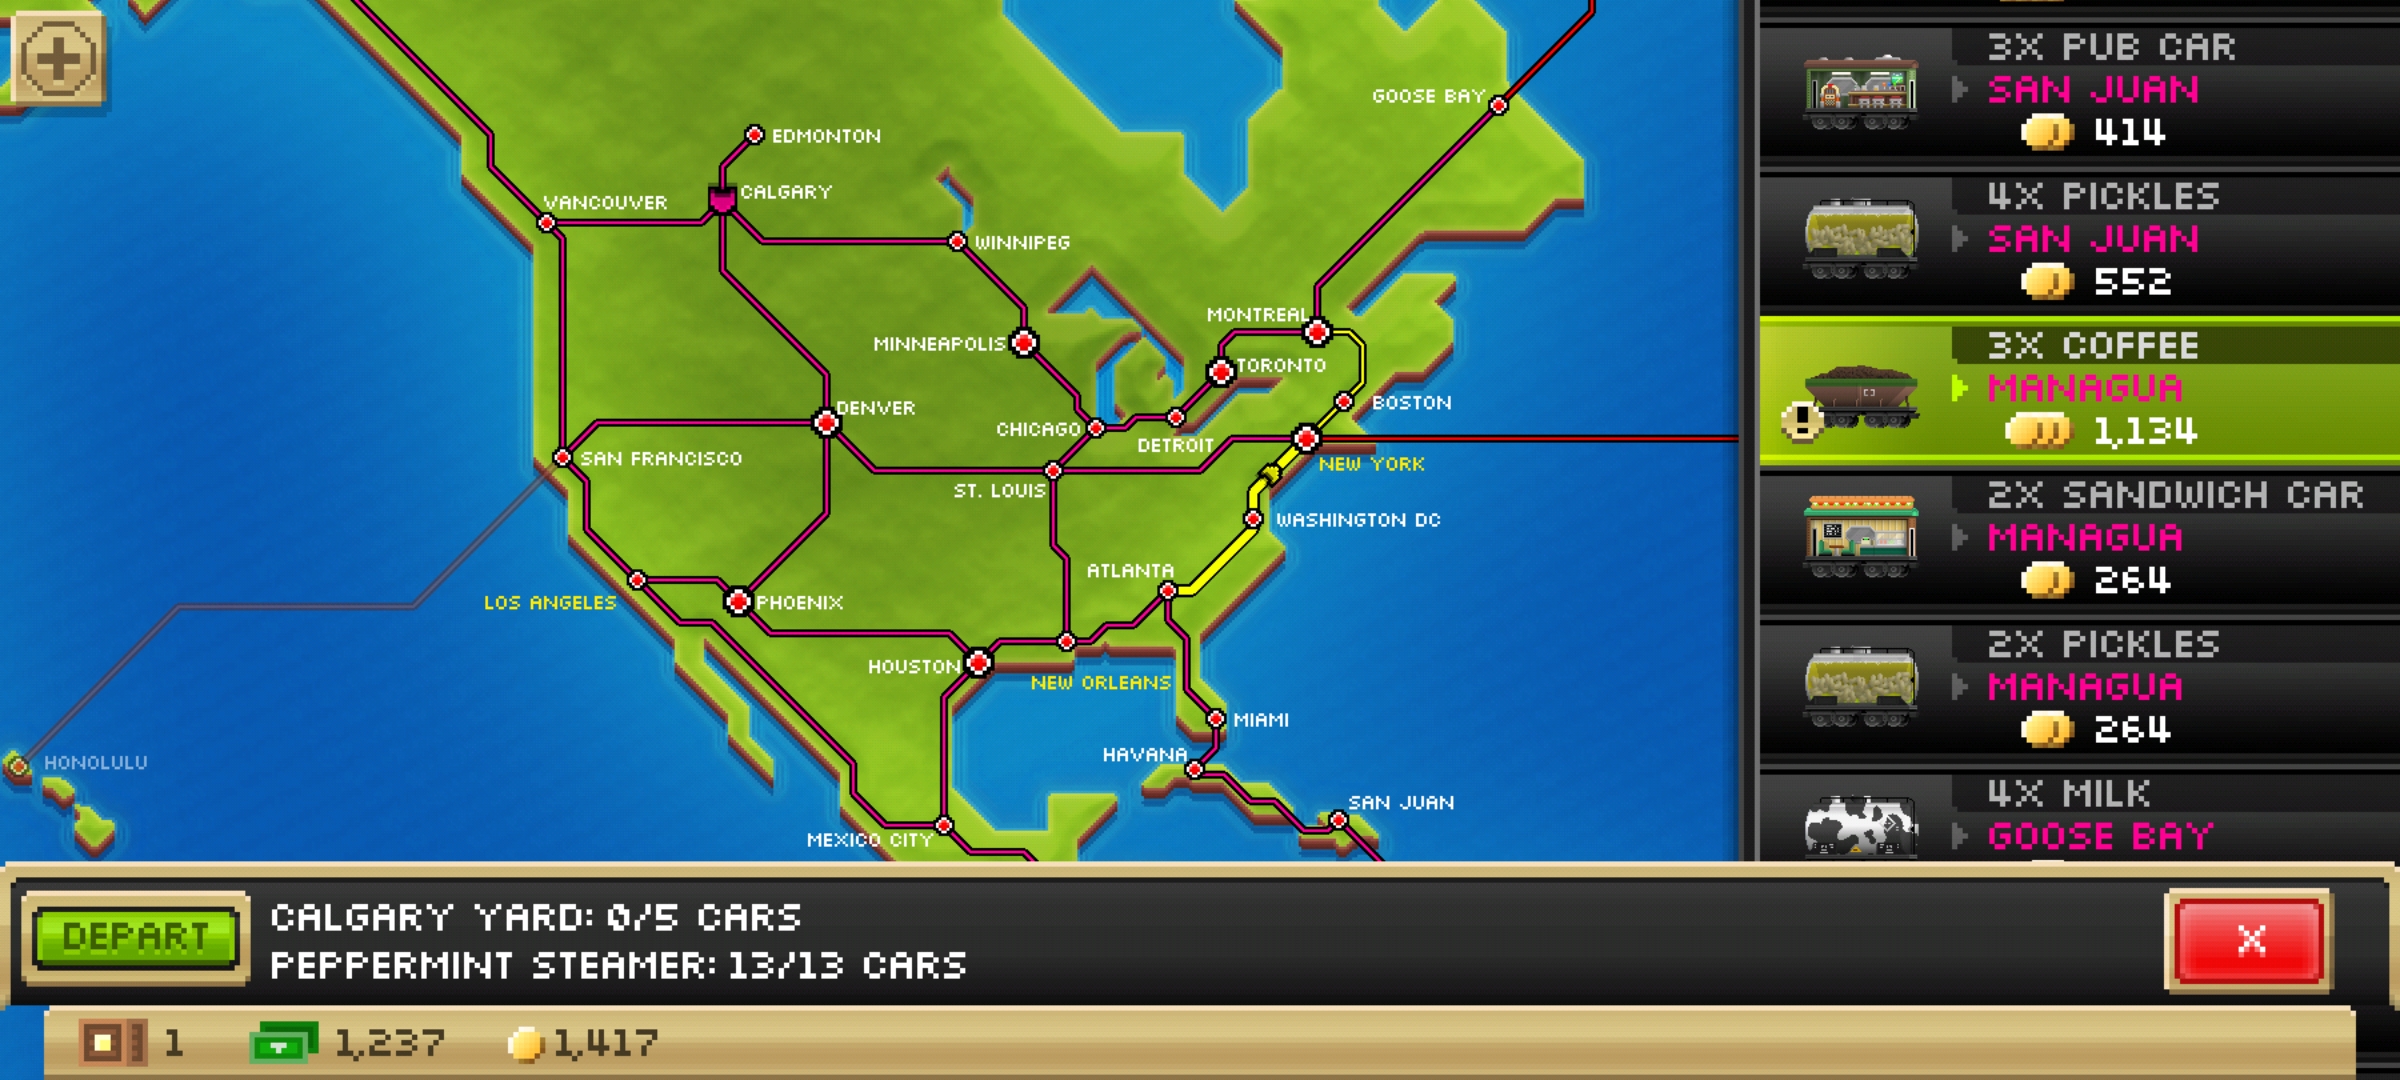 EDMONTON
CALGARY
VANCOUVER
WINNIPEG
GOOSE BAY
MONTREAL
MINNEAPOLIS
TORONTO
DENVER
BOSTON
CHICAGO
DETROIT
SAN FRANCISCO
NEW YORK
ST. LOUIS
WASHINGTON DC
ATLANTA
LOS ANGELES
PHOENIX
HOUSTON
NEW ORLEANS
MIAMI
HAVANA
HONOLULU
SAN JUAN
MEXICO CITY
3X PUB CAR
SAN JUAN
414
4X PICKLES
SAN JUAN
552
3X COFFEE
MANAGUA
1,134
2X SANDWICH CAR
MANAGUA
264
2X PICKLES
MANAGUA
264
4X MILK
GOOSE BAY
DEPART
CALGARY YARD: 0/5 CARS
PEPPERMINT STEAMER: 13/13 CARS
X
1
1,237
1,417